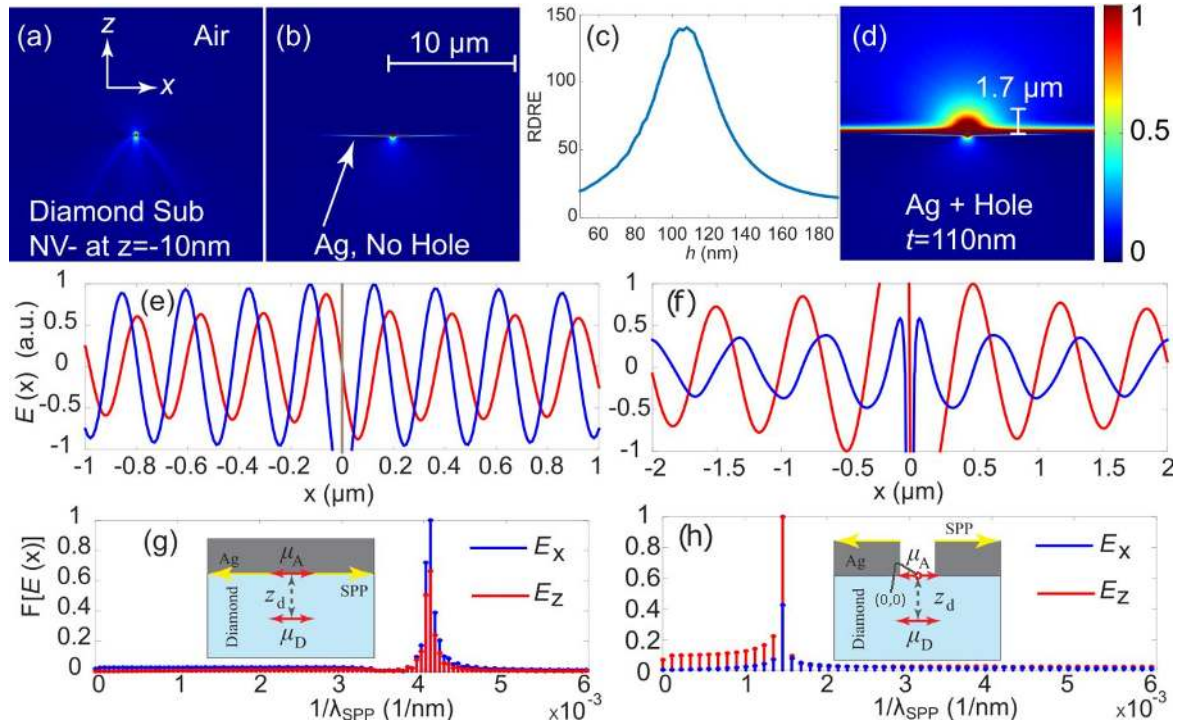 (a)
z
x
Air
Diamond Sub
NV- at z=-10nm
(b)
10 μm
Ag, No Hole
(c)
RDRE
150
100
50
0
60 80 100 120 140 160 180
h (nm)
(d)
1.7 μm
Ag + Hole
t=110nm
1
0.5
0
(e)
E (x) (a.u.)
1
0.5
0
-0.5
-1
-1 -0.8 -0.6 -0.4 -0.2 0 0.2 0.4 0.6 0.8 1
x (μm)
(f)
1
0.5
0
-0.5
-1
-2 -1.5 -1 -0.5 0 0.5 1 1.5 2
x (μm)
(g)
F[E (x)]
1
0.8
0.6
0.4
0.2
0
Ag
μA
SPP
Diamond
zd
μD
Ex
Ez
0 1 2 3 4 5 6
1/λSPP (1/nm)
×10-3
(h)
1
0.8
0.6
0.4
0.2
0
SPP
Ag
μA
(0,0)
Diamond
zd
μD
Ex
Ez
0 1 2 3 4 5 6
1/λSPP (1/nm)
×10-3